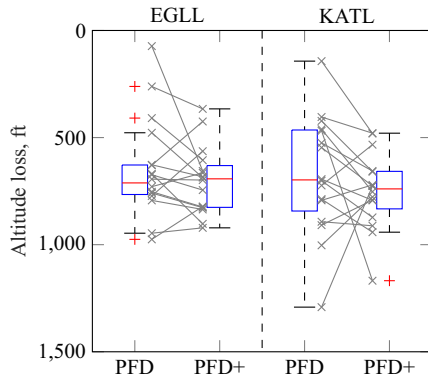 EGLL KATL
0
500
1,000
1,500
Altitude loss, ft
PFD PFD+ PFD PFD+